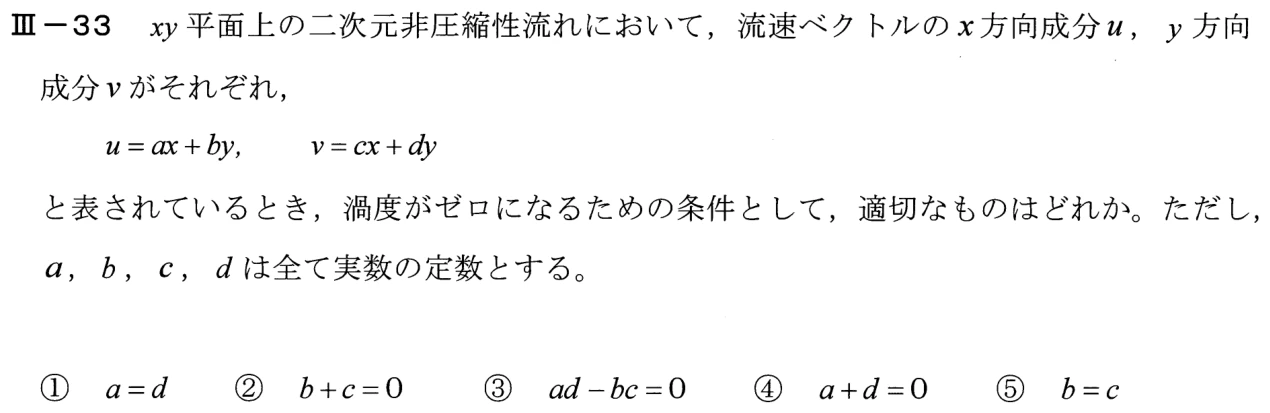 Ⅲ－33 xy 平面上の二次元非圧縮性流れにおいて，流速ベクトルの x 方向成分 u， y 方向
成分 v がそれぞれ，
u = ax + by,  v = cx + dy
と表されているとき，渦度がゼロになるための条件として，適切なものはどれか。ただし，
a， b， c， d は全て実数の定数とする。
① a = d ② b + c = 0 ③ ad − bc = 0 ④ a + d = 0 ⑤ b = c